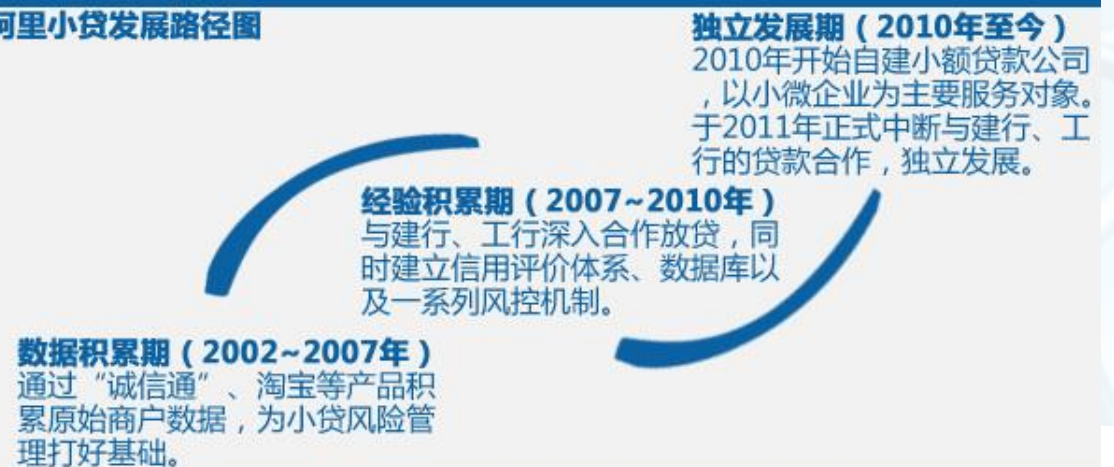 阿里小贷发展路径图
独立发展期（2010年至今）
2010年开始自建小额贷款公司
，以小微企业为主要服务对象。
于2011年正式中断与建行、工
行的贷款合作，独立发展。
经验积累期（2007~2010年）
与建行、工行深入合作放贷，同
时建立信用评价体系、数据库以
及一系列风控机制。
数据积累期（2002~2007年）
通过“诚信通”、淘宝等产品积
累原始商户数据，为小贷风险管
理打好基础。